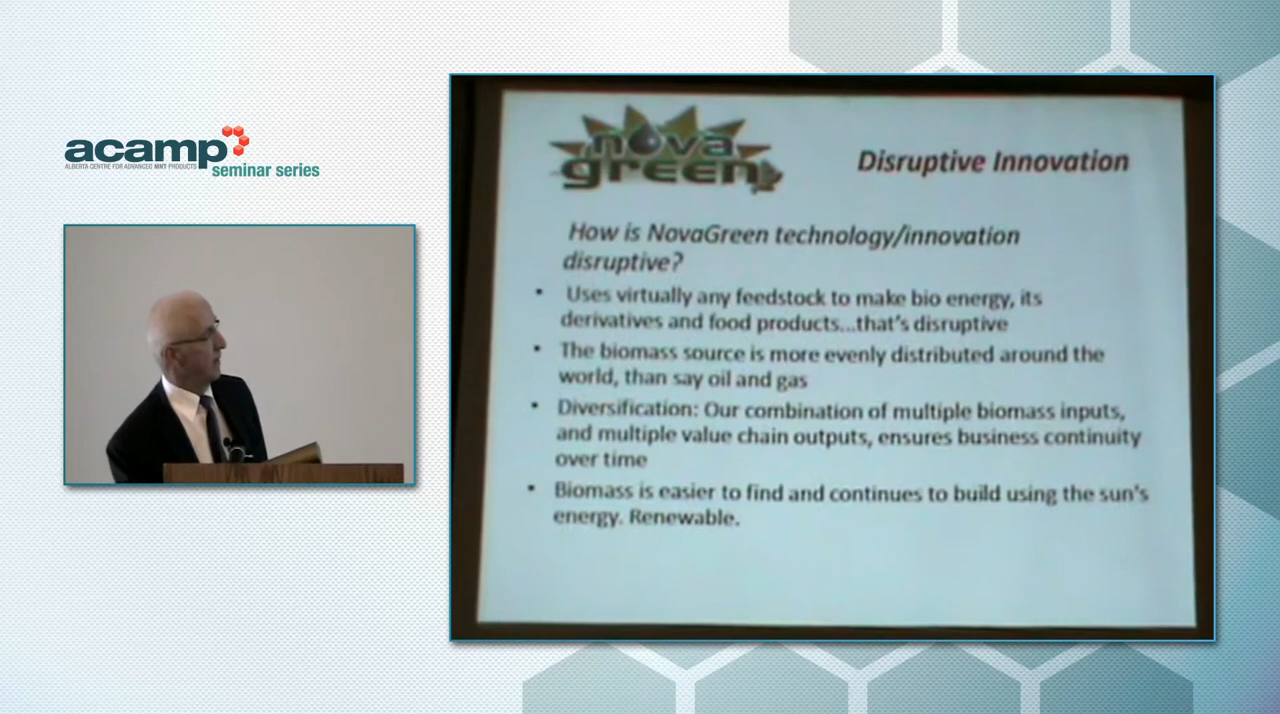 acamp
ALBERTA CENTRE FOR ADVANCED MNT PRODUCTS
seminar series
nova
green
Disruptive Innovation
How is NovaGreen technology/innovation
disruptive?
• Uses virtually any feedstock to make bio energy, its
derivatives and food products...that's disruptive
• The biomass source is more evenly distributed around the
world, than say oil and gas
• Diversification: Our combination of multiple biomass inputs,
and multiple value chain outputs, ensures business continuity
over time
• Biomass is easier to find and continues to build using the sun's
energy. Renewable.